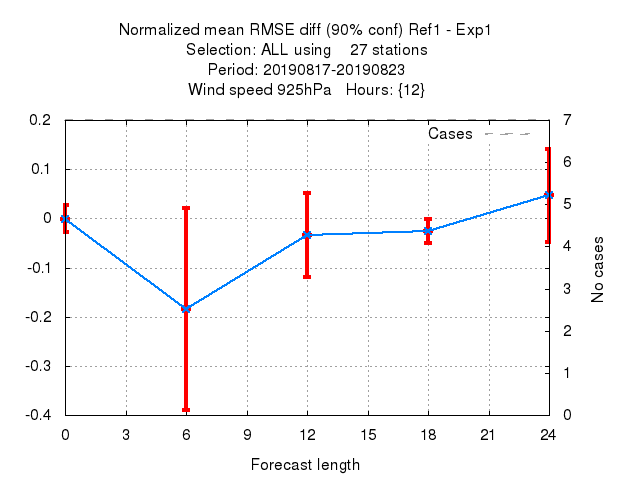 Normalized mean RMSE diff (90% conf) Ref1 - Exp1
Selection: ALL using    27 stations
Period: 20190817-20190823
Wind speed 925hPa   Hours: {12}
Cases
0.2
0.1
0
-0.1
-0.2
-0.3
-0.4
7
6
5
4
3
2
1
0
No cases
0 3 6 9 12 15 18 21 24
Forecast length